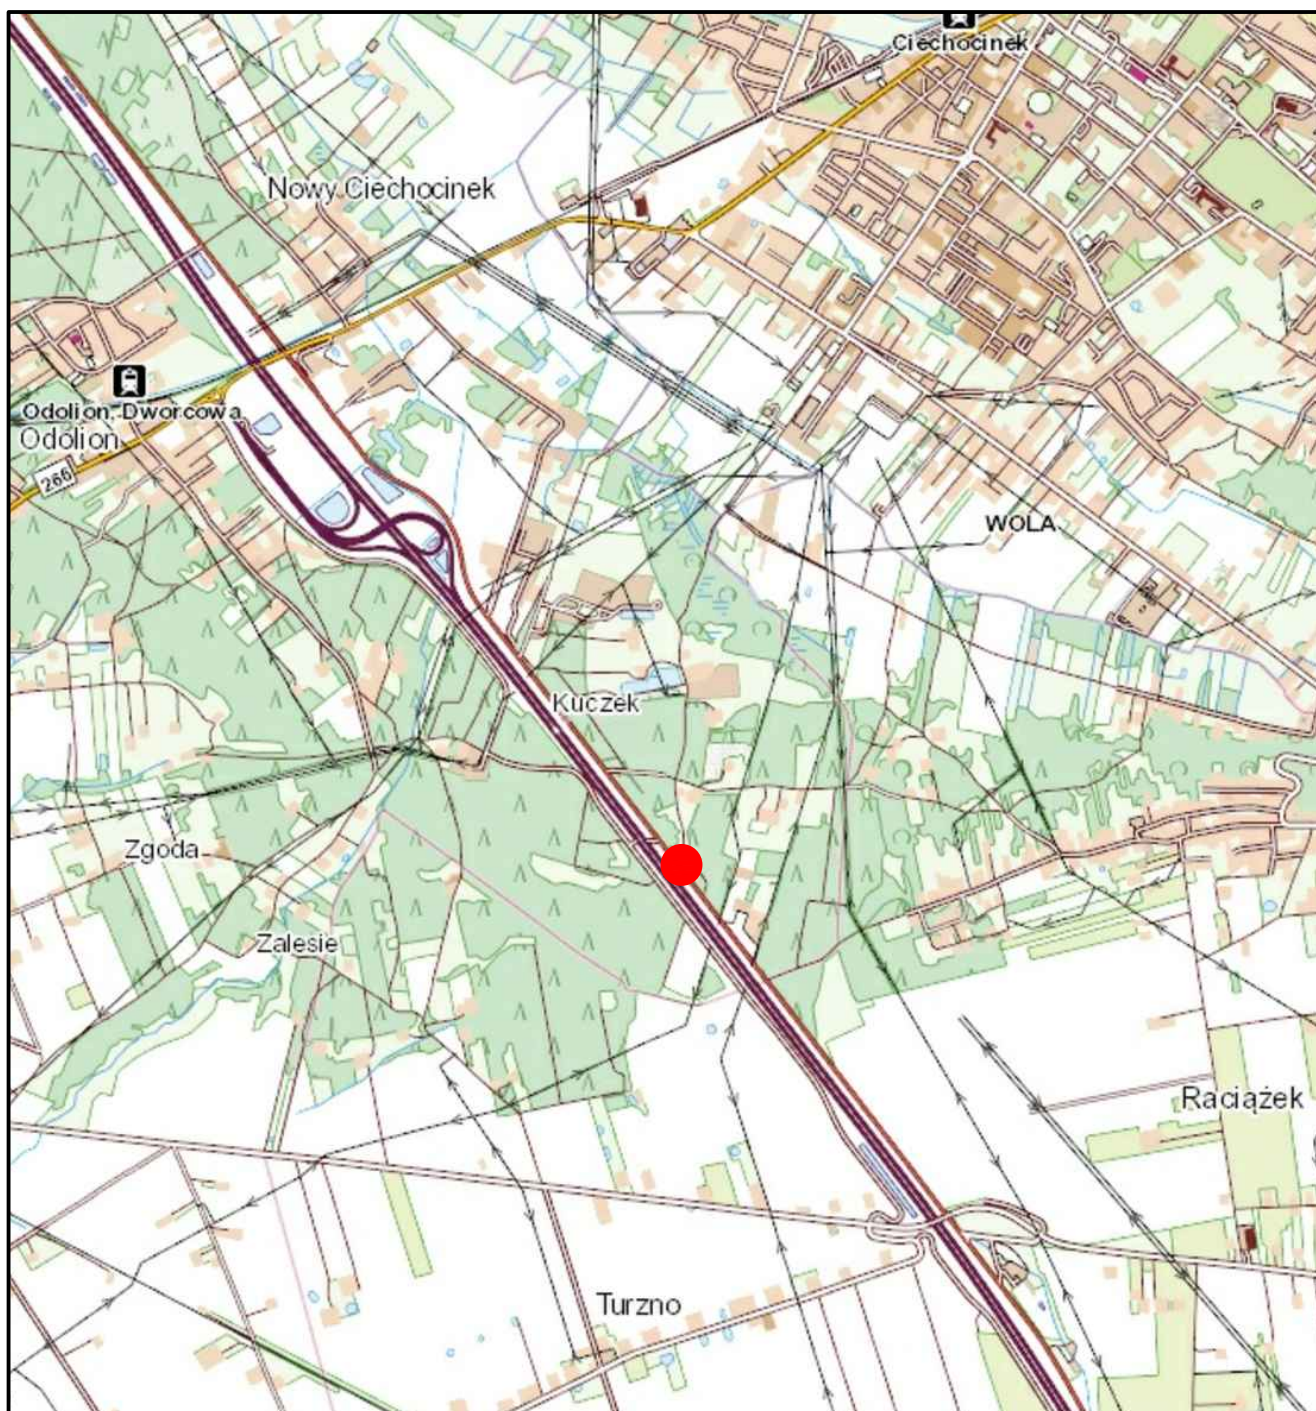 Ciechocinek
Nowy Ciechocinek
Odolion, Dworcowa
Odolion
266
WOLA
Kuczek
Zgoda
Zalesie
Raciążek
Turzno